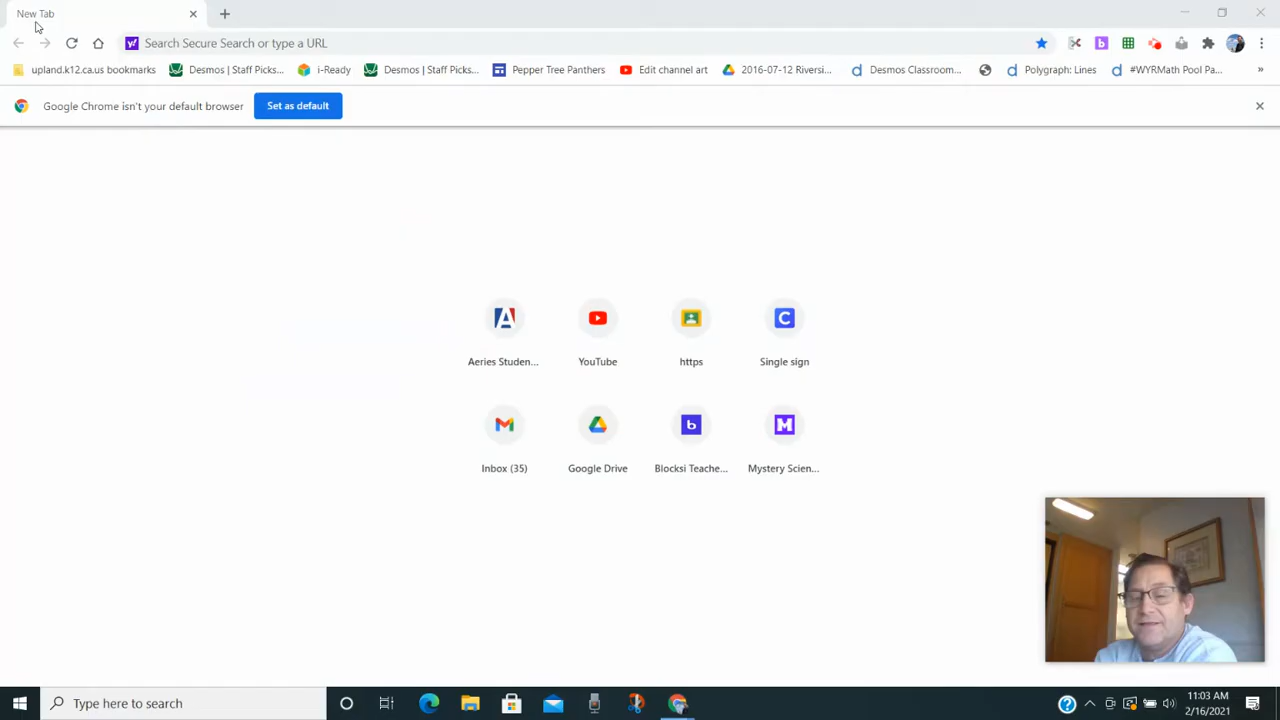 New Tab
Search Secure Search or type a URL
upland.k12.ca.us bookmarks Desmos | Staff Picks... i-Ready Desmos | Staff Picks... Pepper Tree Panthers Edit channel art 2016-07-12 Riversi... Desmos Classroom... Polygraph: Lines #WYRMath Pool Pa... »
Google Chrome isn't your default browser Set as default
Aeries Studen... YouTube https Single sign
Inbox (35) Google Drive Blocksi Teache... Mystery Scien...
Type here to search
11:03 AM
2/16/2021